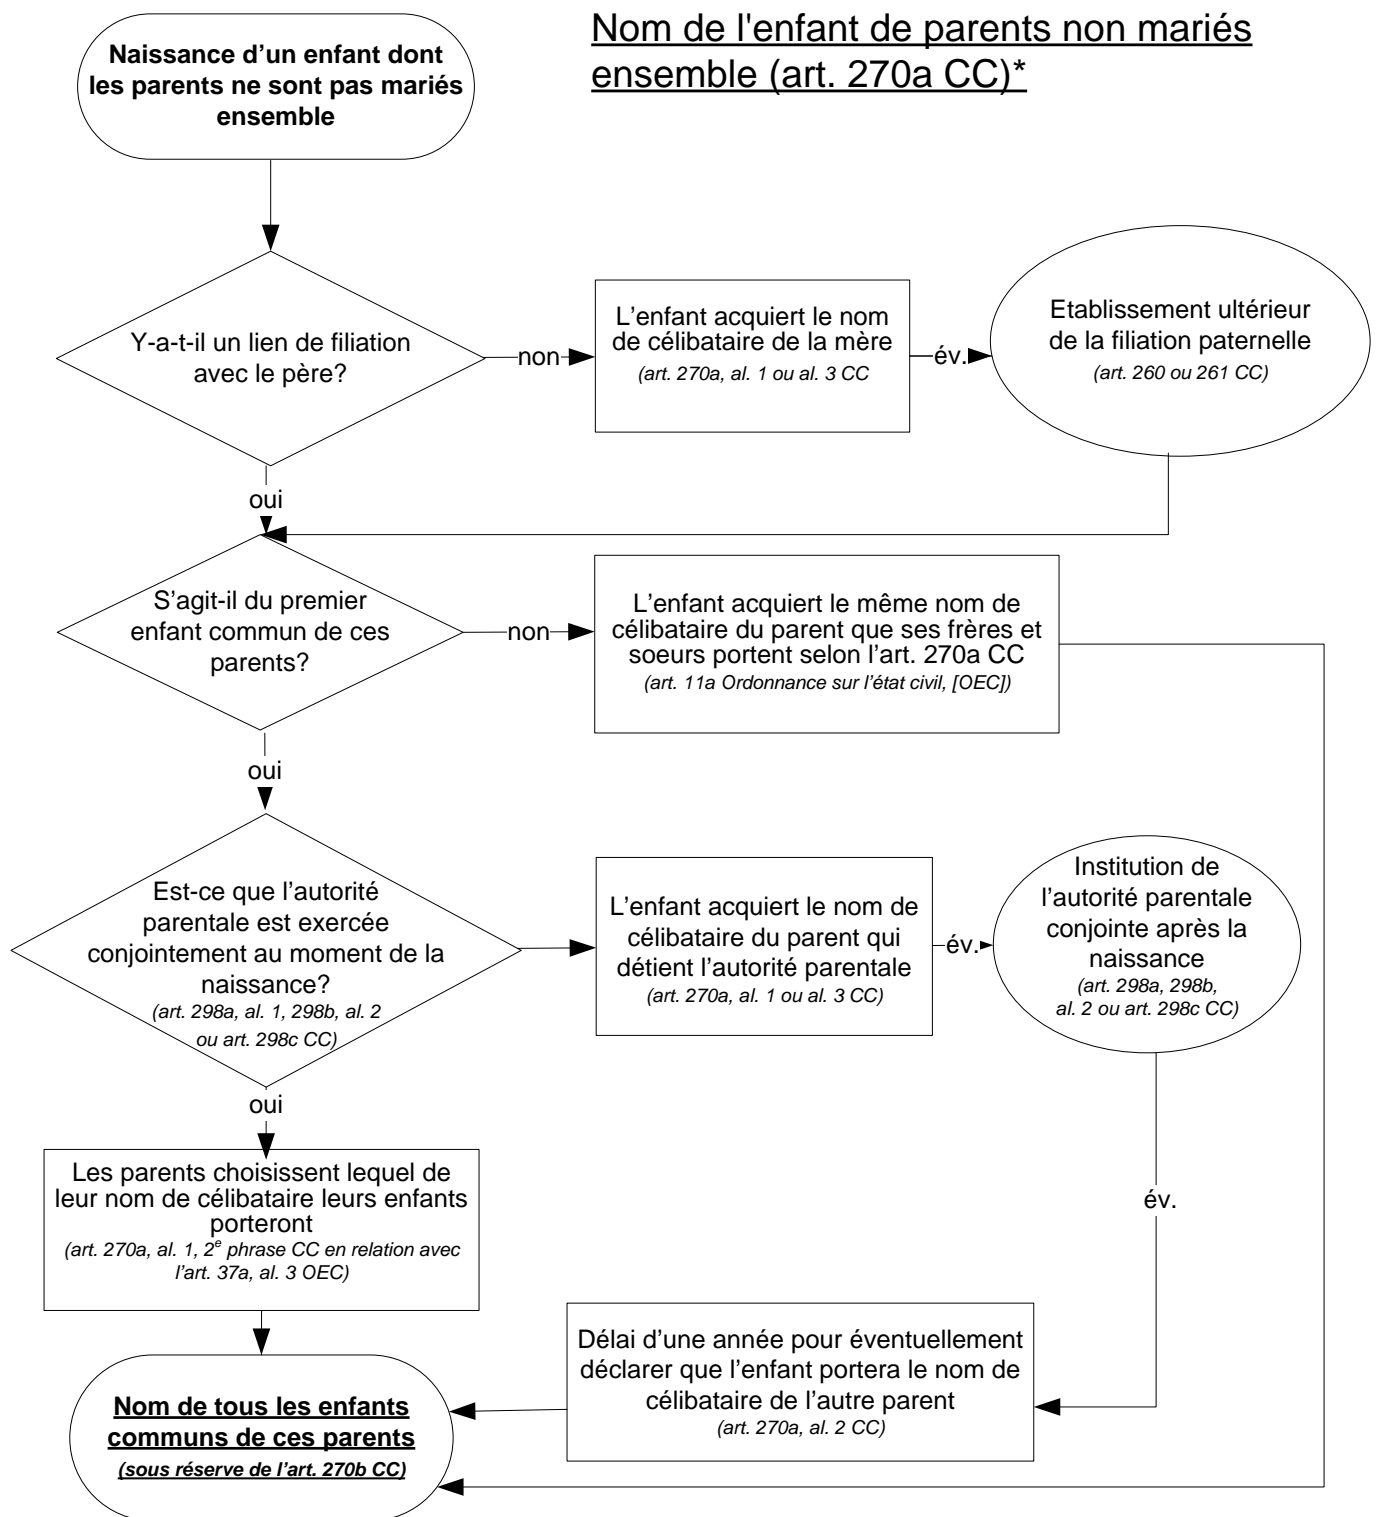 Nom de l'enfant de parents non mariés
ensemble (art. 270a CC)*
Naissance d’un enfant dont
les parents ne sont pas mariés
ensemble
Y-a-t-il un lien de filiation
avec le père?
non
L’enfant acquiert le nom
de célibataire de la mère
(art. 270a, al. 1 ou al. 3 CC
év.
Etablissement ultérieur
de la filiation paternelle
(art. 260 ou 261 CC)
oui
S’agit-il du premier
enfant commun de ces
parents?
non
L’enfant acquiert le même nom de
célibataire du parent que ses frères et
soeurs portent selon l’art. 270a CC
(art. 11a Ordonnance sur l’état civil, [OEC])
oui
Est-ce que l’autorité
parentale est exercée
conjointement au moment de la
naissance?
(art. 298a, al. 1, 298b, al. 2
ou art. 298c CC)
L’enfant acquiert le nom de
célibataire du parent qui
détient l’autorité parentale
(art. 270a, al. 1 ou al. 3 CC)
év.
Institution de
l’autorité parentale
conjointe après la
naissance
(art. 298a, 298b,
al. 2 ou art. 298c CC)
oui
Les parents choisissent lequel de
leur nom de célibataire leurs enfants
porteront
(art. 270a, al. 1, 2e phrase CC en relation avec
l’art. 37a, al. 3 OEC)
év.
Délai d’une année pour éventuellement
déclarer que l’enfant portera le nom de
célibataire de l’autre parent
(art. 270a, al. 2 CC)
Nom de tous les enfants
communs de ces parents
(sous réserve de l’art. 270b CC)